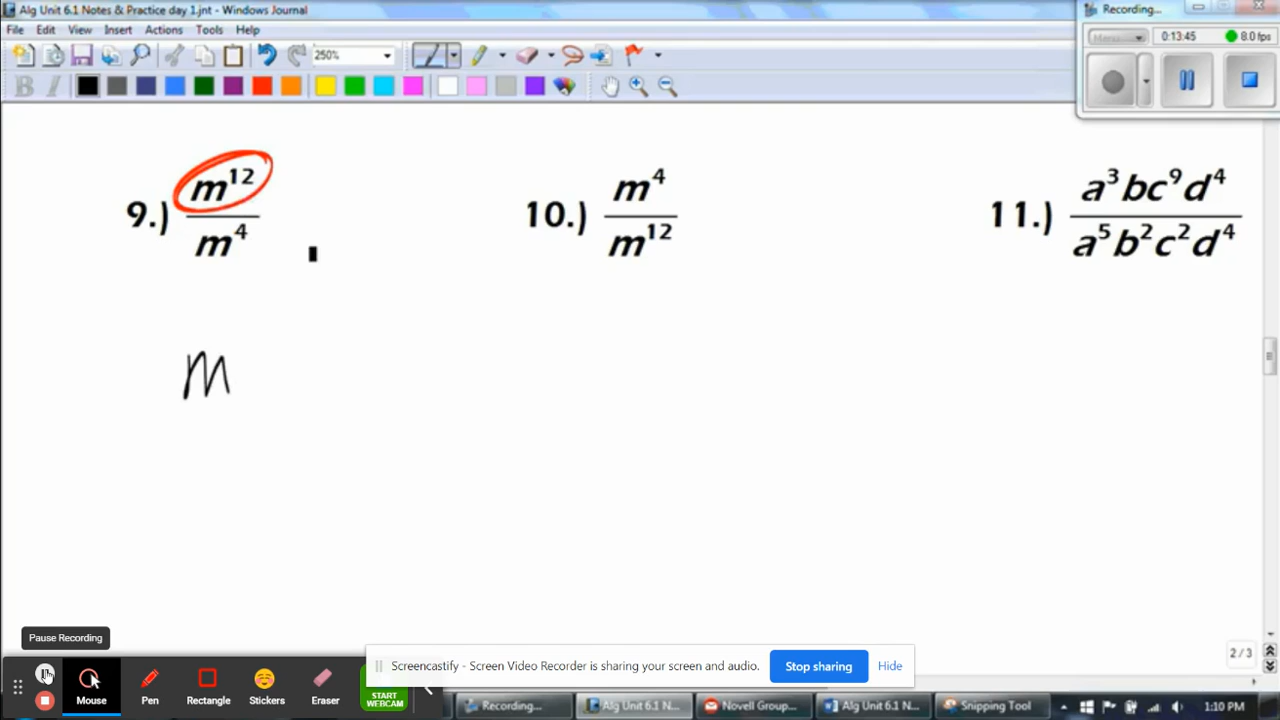 Alg Unit 6.1 Notes & Practice day 1.jnt - Windows Journal
Recording...
File Edit View Insert Actions Tools Help
Menu
0:13:45
8.0 fps
250%
B I
9.) m¹²/m⁴
10.) m⁴/m¹²
11.) a³bc⁹d⁴/a⁵b²c²d⁴
m
Pause Recording
2/3
Screencastify - Screen Video Recorder is sharing your screen and audio.
Stop sharing
Hide
Mouse
Pen
Rectangle
Stickers
Eraser
START WEBCAM
Recording...
Alg Unit 6.1 N...
Novell Group...
Alg Unit 6.1 N...
Snipping Tool
1:10 PM